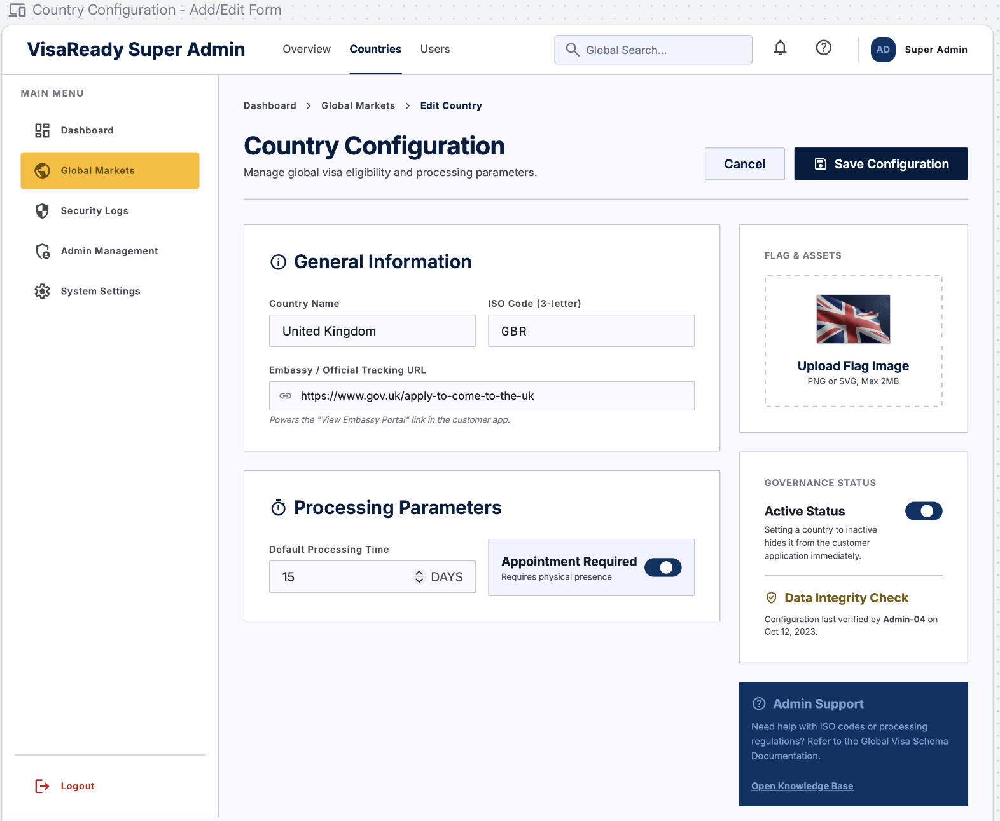 Country Configuration - Add/Edit Form
VisaReady Super Admin
Overview
Countries
Users
Global Search...
AD
Super Admin
MAIN MENU
Dashboard
Global Markets
Security Logs
Admin Management
System Settings
Logout
Dashboard > Global Markets > Edit Country
Country Configuration
Manage global visa eligibility and processing parameters.
Cancel
Save Configuration
General Information
Country Name
United Kingdom
ISO Code (3-letter)
GBR
Embassy / Official Tracking URL
https://www.gov.uk/apply-to-come-to-the-uk
Powers the "View Embassy Portal" link in the customer app.
Processing Parameters
Default Processing Time
15
DAYS
Appointment Required
Requires physical presence
FLAG & ASSETS
Upload Flag Image
PNG or SVG, Max 2MB
GOVERNANCE STATUS
Active Status
Setting a country to inactive
hides it from the customer
application immediately.
Data Integrity Check
Configuration last verified by Admin-04 on
Oct 12, 2023.
Admin Support
Need help with ISO codes or processing
regulations? Refer to the Global Visa Schema
Documentation.
Open Knowledge Base